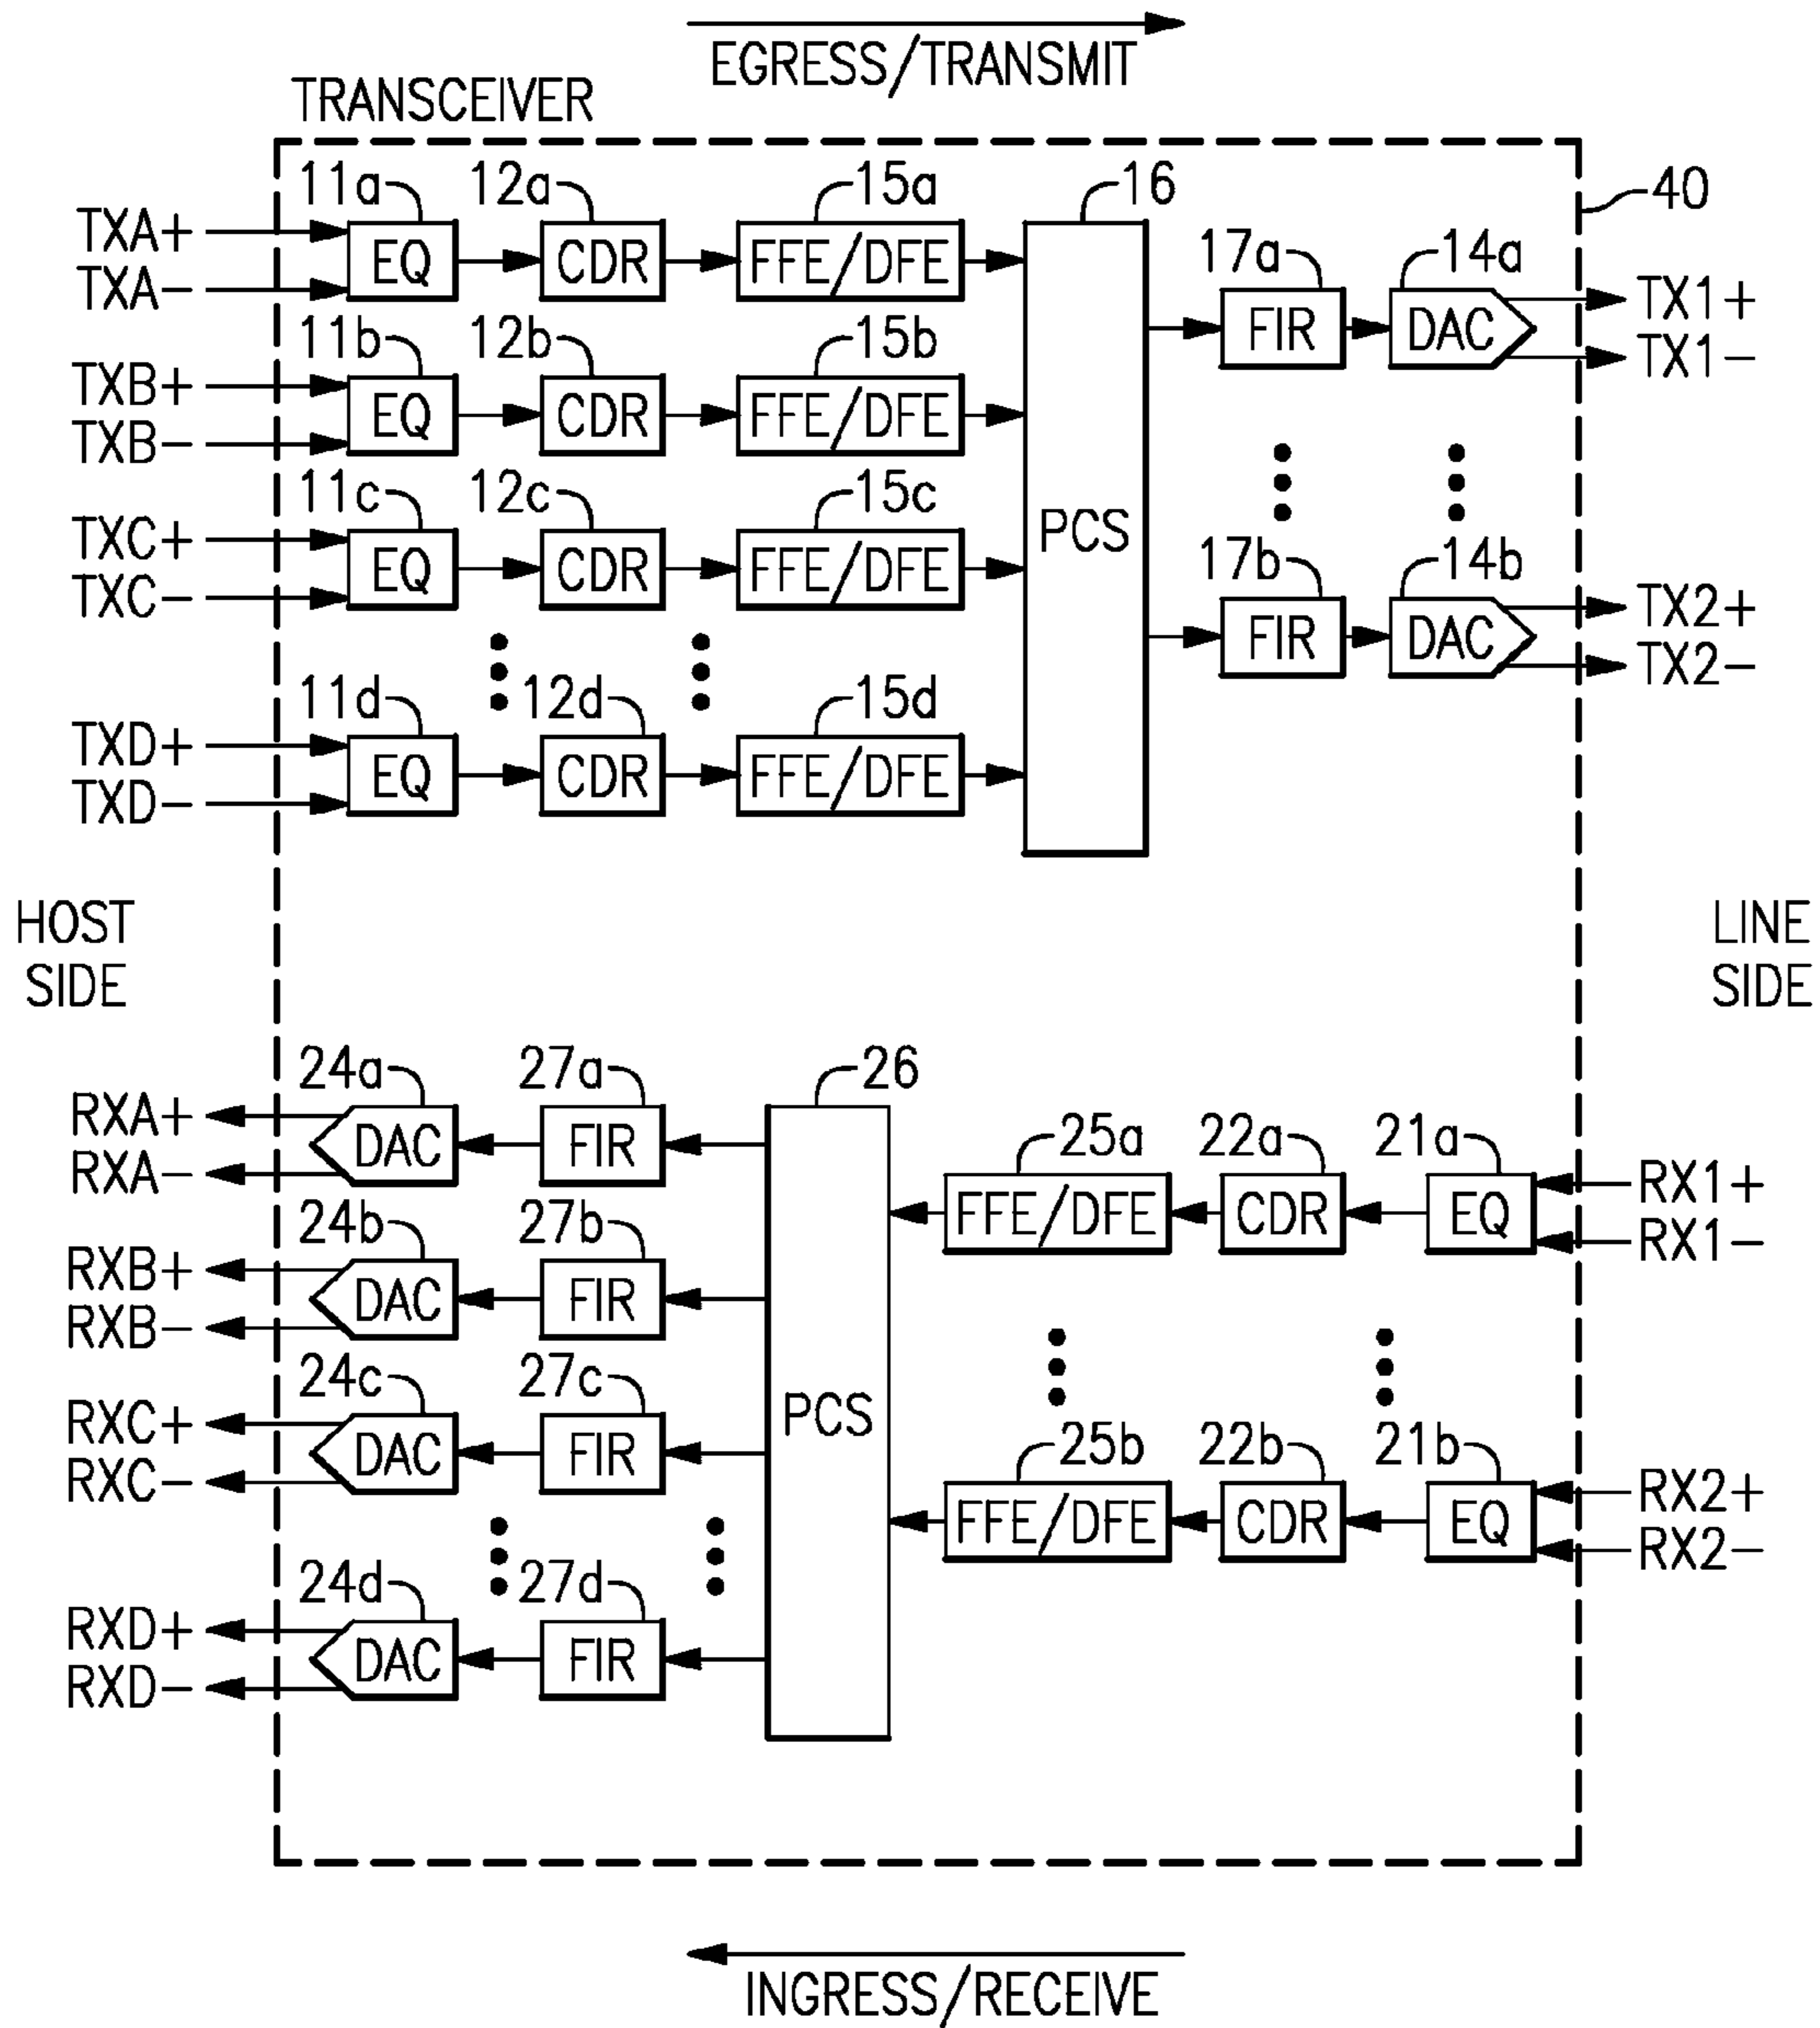 EGRESS/TRANSMIT
TRANSCEIVER
11a 12a 15a 16 40
TXA+ EQ CDR FFE/DFE 17a 14a TX1+
TXA- FIR DAC TX1-
11b 12b 15b
TXB+ EQ CDR FFE/DFE
TXB-
11c 12c 15c
TXC+ EQ CDR FFE/DFE PCS 17b 14b
TXC- FIR DAC TX2+
TX2-
11d 12d 15d
TXD+ EQ CDR FFE/DFE
TXD-
HOST SIDE
LINE SIDE
24a 27a 26
RXA+ DAC FIR 25a 22a 21a
RXA- FFE/DFE CDR EQ RX1+
RX1-
24b 27b
RXB+ DAC FIR
RXB-
24c 27c
RXC+ DAC FIR PCS 25b 22b 21b
RXC- FFE/DFE CDR EQ RX2+
RX2-
24d 27d
RXD+ DAC FIR
RXD-
INGRESS/RECEIVE